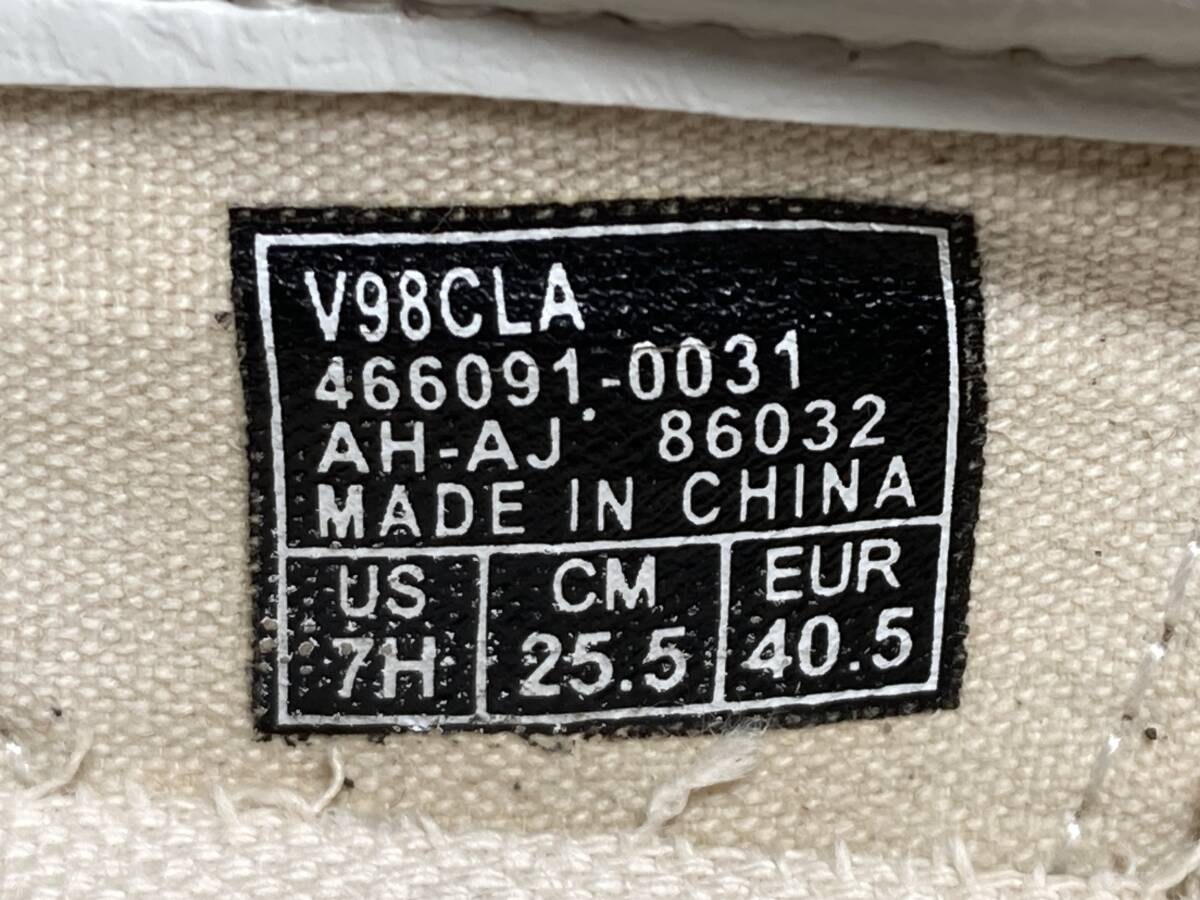 V98CLA
466091-0031
AH-AJ 86032
MADE IN CHINA
US CM EUR
7H 25.5 40.5